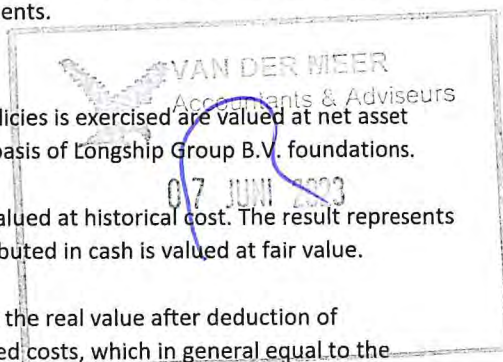 ents.
VAN DER MEER
Accountants & Adviseurs
licies is exercised are valued at net asset
basis of Longship Group B.V. foundations.
07 JUNI 2023
alued at historical cost. The result represents
buted in cash is valued at fair value.
the real value after deduction of
ed costs, which in general equal to the